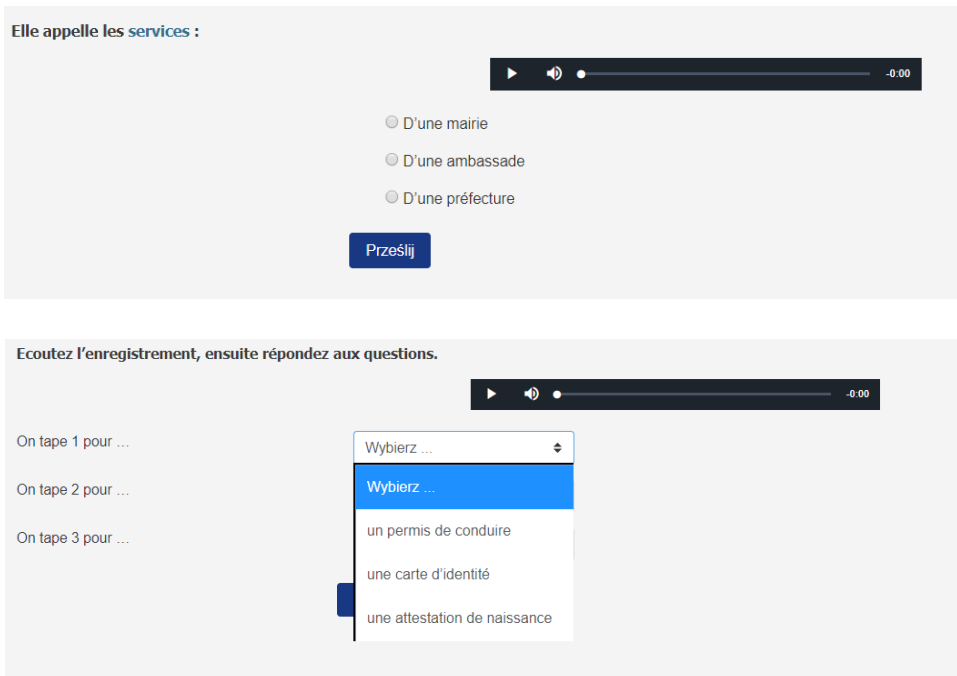 Elle appelle les services :
-0:00
D'une mairie
D'une ambassade
D'une préfecture
Prześlij
Ecoutez l'enregistrement, ensuite répondez aux questions.
-0:00
On tape 1 pour …
Wybierz ...
On tape 2 pour …
Wybierz ...
un permis de conduire
On tape 3 pour …
une carte d'identité
une attestation de naissance